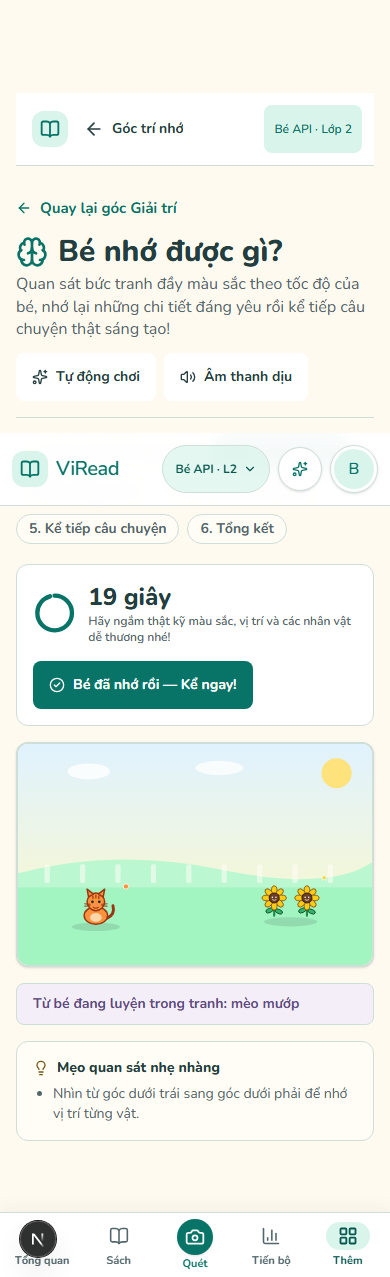 Góc trí nhớ
Bé API · Lớp 2
Quay lại góc Giải trí
Bé nhớ được gì?
Quan sát bức tranh đầy màu sắc theo tốc độ của
bé, nhớ lại những chi tiết đáng yêu rồi kể tiếp câu
chuyện thật sáng tạo!
Tự động chơi
Âm thanh dịu
ViRead
Bé API · L2
B
5. Kể tiếp câu chuyện
6. Tổng kết
19 giây
Hãy ngắm thật kỹ màu sắc, vị trí và các nhân vật
dễ thương nhé!
Bé đã nhớ rồi — Kể ngay!
Từ bé đang luyện trong tranh: mèo mướp
Mẹo quan sát nhẹ nhàng
Nhìn từ góc dưới trái sang góc dưới phải để nhớ
vị trí từng vật.
N
Tổng quan
Sách
Quét
Tiến bộ
Thêm